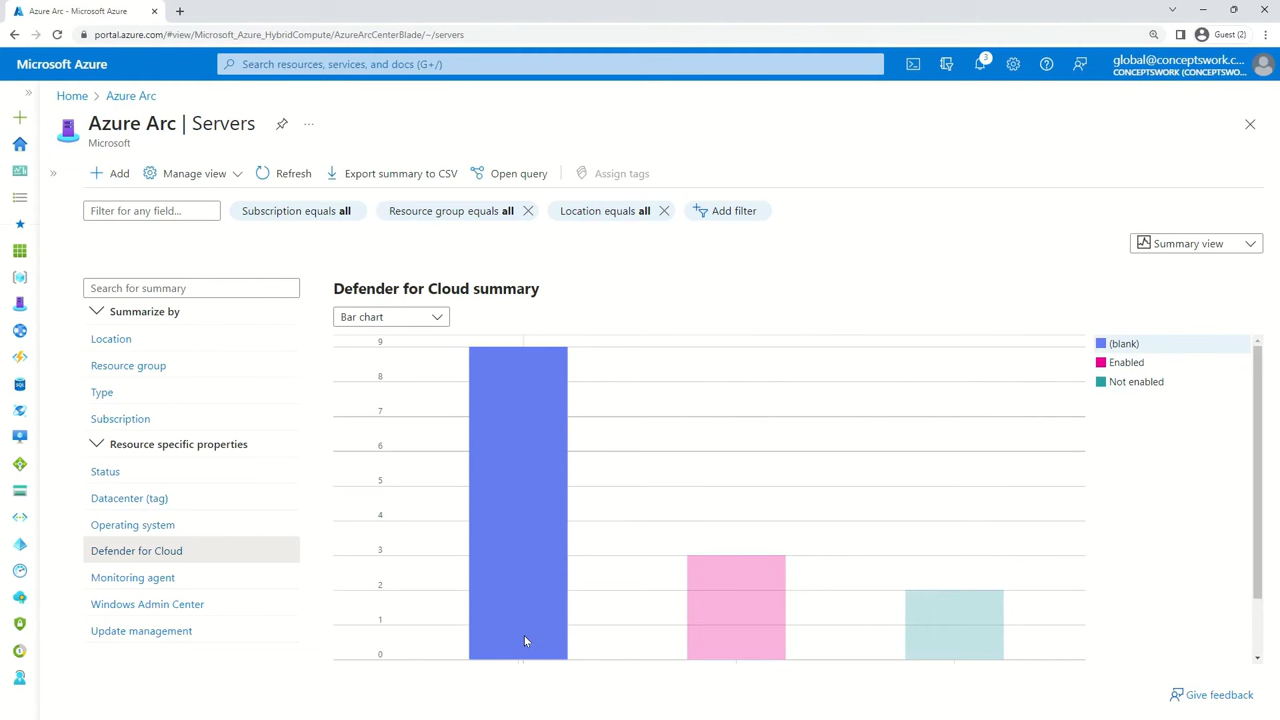 Azure Arc - Microsoft Azure
portal.azure.com/#view/Microsoft_Azure_HybridCompute/AzureArcCenterBlade/~/servers
Guest (2)
Microsoft Azure
Search resources, services, and docs (G+/)
3
global@conceptswork.c...
CONCEPTSWORK (CONCEPTSWO...
Home > Azure Arc
Azure Arc | Servers
Microsoft
Add
Manage view
Refresh
Export summary to CSV
Open query
Assign tags
Filter for any field...
Subscription equals all
Resource group equals all
Location equals all
Add filter
Summary view
Search for summary
Summarize by
Location
Resource group
Type
Subscription
Resource specific properties
Status
Datacenter (tag)
Operating system
Defender for Cloud
Monitoring agent
Windows Admin Center
Update management
Defender for Cloud summary
Bar chart
9
8
7
6
5
4
3
2
1
0
(blank)
Enabled
Not enabled
Give feedback